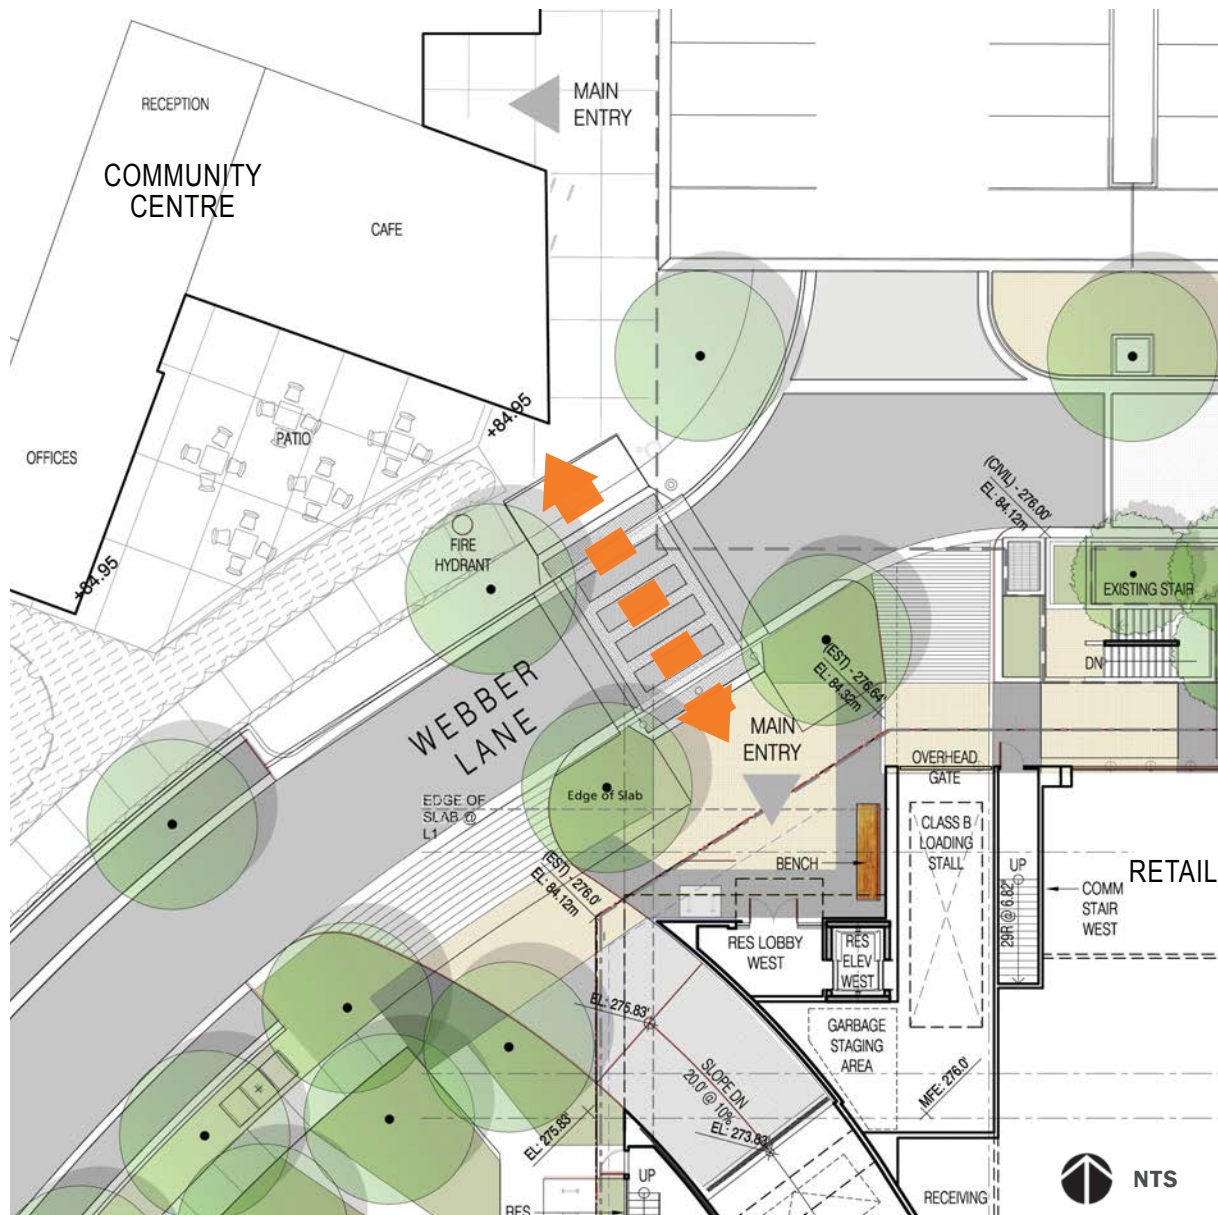 MAIN
ENTRY
RECEPTION
COMMUNITY
CENTRE
CAFE
+84.95
PATIO
OFFICES
(CIVIL) - 276.00'
EL: 84.12m
FIRE
HYDRANT
+84.95
EXISTING STAIR
DN
(EST) - 276.64'
EL: 84.32m
WEBBER
LANE
MAIN
ENTRY
OVERHEAD
GATE
Edge of Slab
EDGE OF
SLAB @
L1
CLASS B
LOADING
STALL
BENCH
UP
29R @ 6.82"
RETAIL
COMM
STAIR
WEST
(EST) - 276.0'
EL: 84.12m
RES LOBBY
WEST
RES
ELEV
WEST
EL: 275.83'
GARBAGE
STAGING
AREA
SLOPE DN
20.0' @ 10%
MFE: 276.0'
EL: 275.83'
EL: 273.83'
UP
RES
RECEIVING
NTS